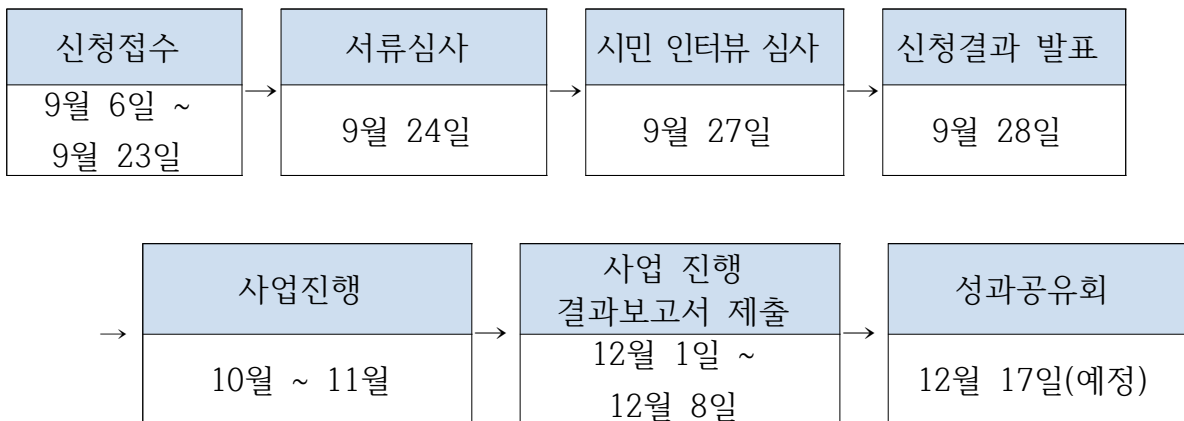 신청접수
9월 6일 ~
9월 23일
→
서류심사
9월 24일
→
시민 인터뷰 심사
9월 27일
→
신청결과 발표
9월 28일
→
사업진행
10월 ~ 11월
→
사업 진행
결과보고서 제출
12월 1일 ~
12월 8일
→
성과공유회
12월 17일(예정)